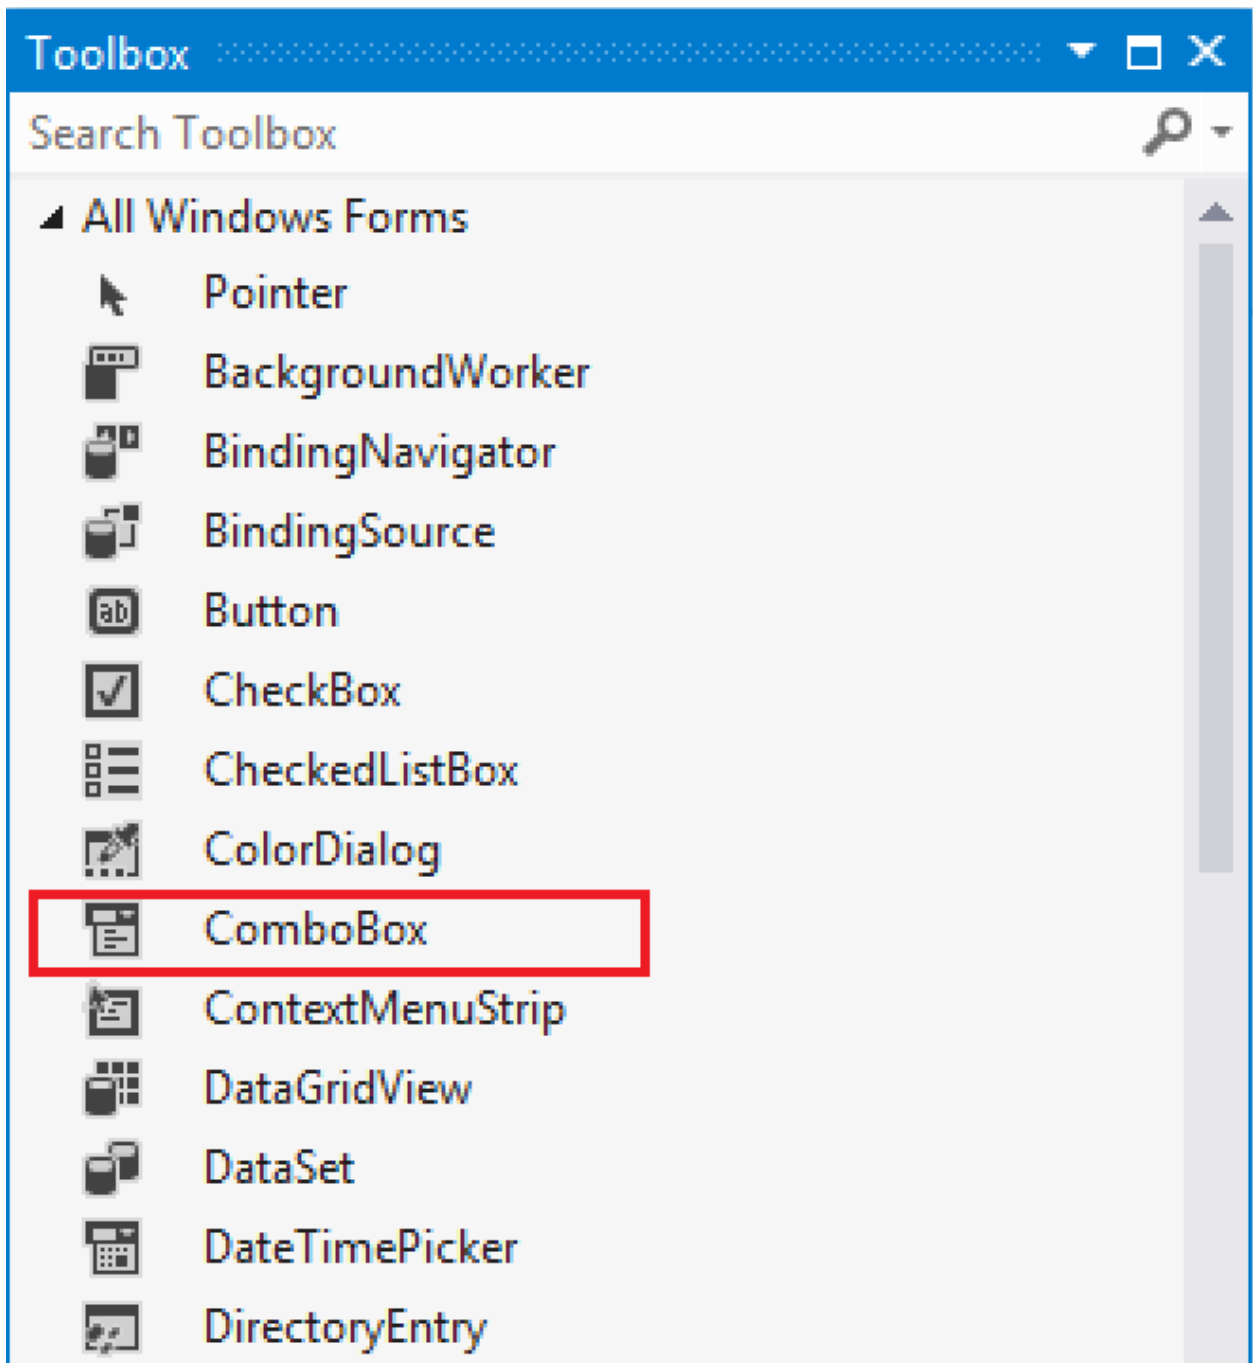 Toolbox
Search Toolbox
All Windows Forms
Pointer
BackgroundWorker
BindingNavigator
BindingSource
Button
CheckBox
CheckedListBox
ColorDialog
ComboBox
ContextMenuStrip
DataGridView
DataSet
DateTimePicker
DirectoryEntry